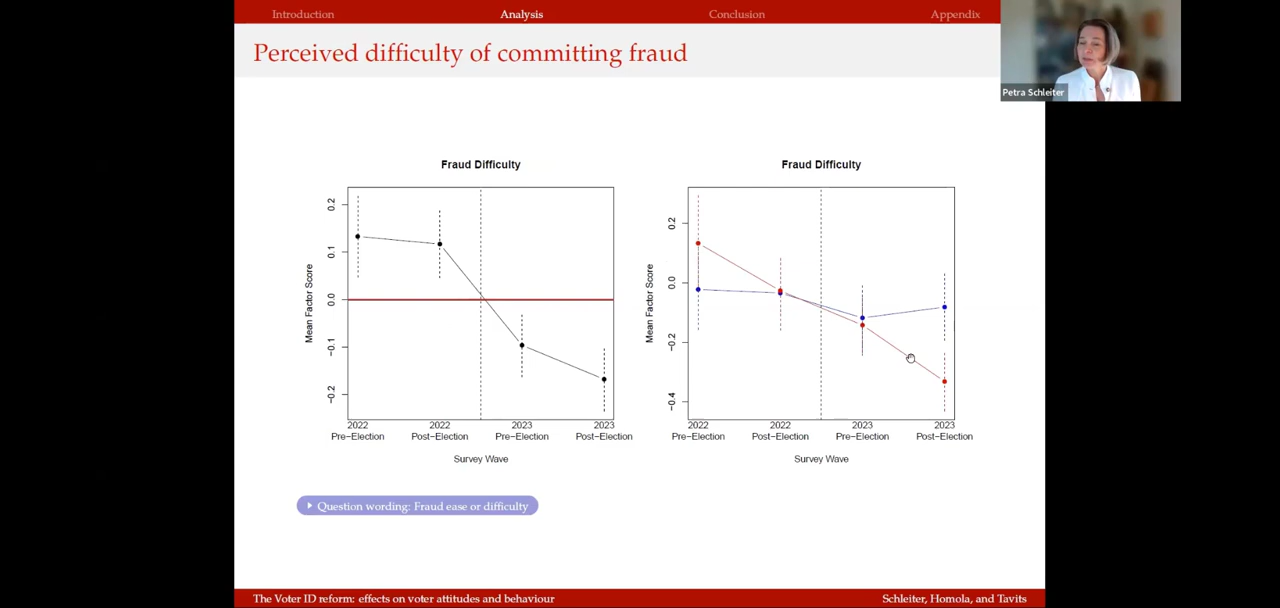 Introduction
Analysis
Conclusion
Appendix
Perceived difficulty of committing fraud
Petra Schleiter
Fraud Difficulty
Mean Factor Score
0.2
0.1
0.0
−0.1
−0.2
2022
Pre−Election
2022
Post−Election
2023
Pre−Election
2023
Post−Election
Survey Wave
Fraud Difficulty
Mean Factor Score
0.2
0.0
−0.2
−0.4
2022
Pre−Election
2022
Post−Election
2023
Pre−Election
2023
Post−Election
Survey Wave
Question wording: Fraud ease or difficulty
The Voter ID reform: effects on voter attitudes and behaviour
Schleiter, Homola, and Tavits